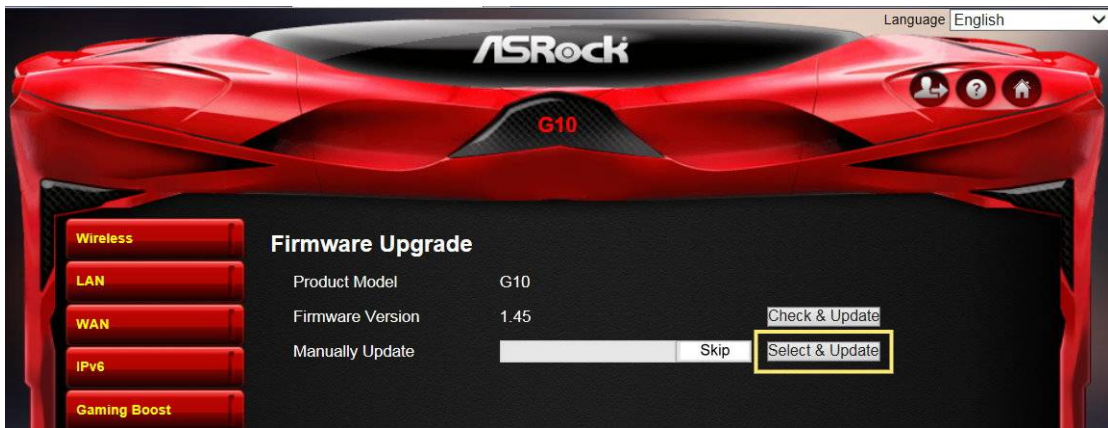 Language English
ASRock
G10
Wireless
LAN
WAN
IPv6
Gaming Boost
Firmware Upgrade
Product Model G10
Firmware Version 1.45 Check & Update
Manually Update Skip Select & Update